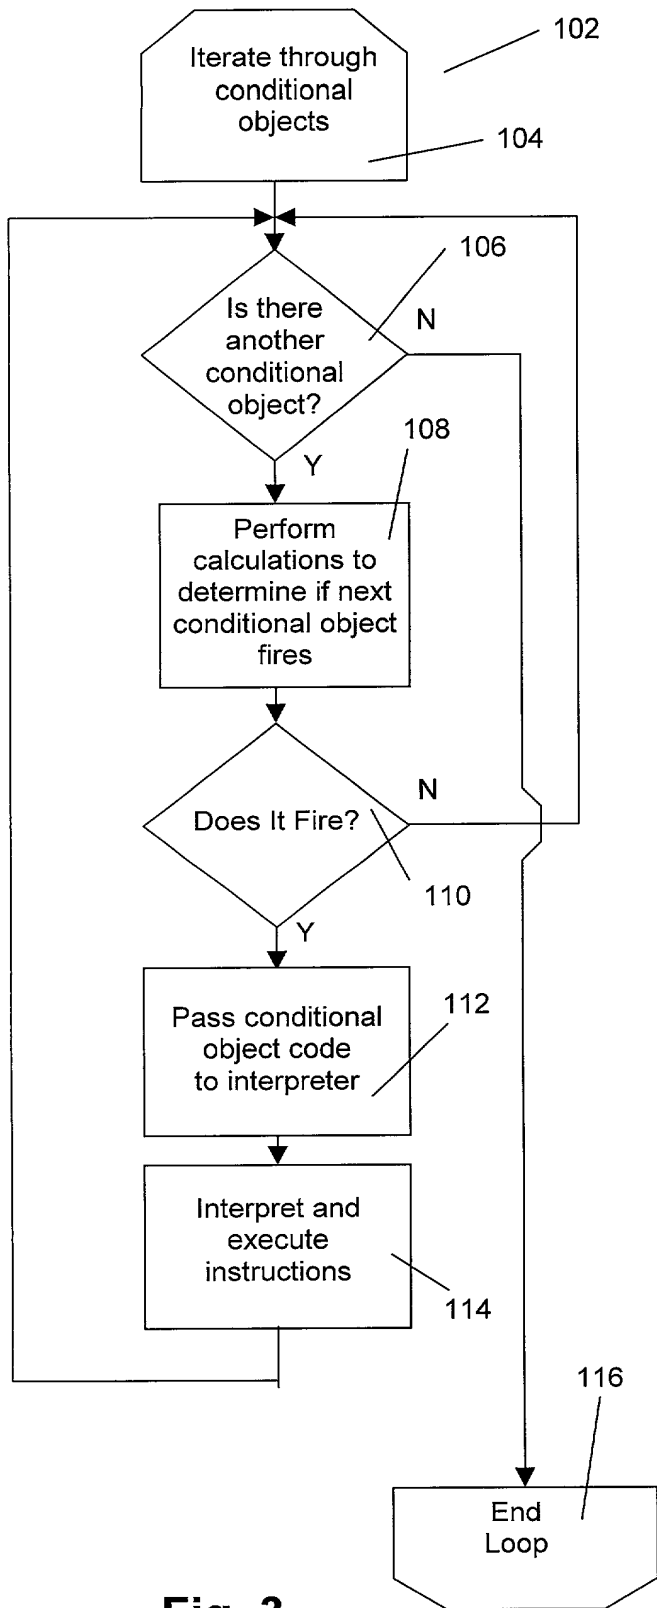 Iterate through
conditional
objects
102
104
106
Is there
another
conditional
object?
N
108
Y
Perform
calculations to
determine if next
conditional object
fires
N
Does It Fire?
110
Y
112
Pass conditional
object code
to interpreter
Interpret and
execute
instructions
114
116
End
Loop